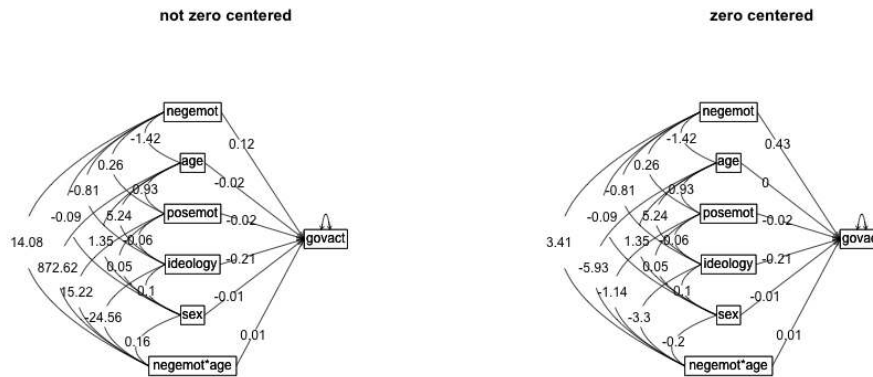 not zero centered
zero centered
negemot
age
posemot
ideology
sex
negemot*age
govact
0.12
-0.02
-0.02
-0.21
-0.01
0.01
-1.42
0.26
-0.81
-0.09
14.08
0.93
5.24
1.35
872.62
-0.06
0.05
15.22
0.1
-24.56
0.16
negemot
age
posemot
ideology
sex
negemot*age
govac
0.43
0
-0.02
-0.21
-0.01
0.01
-1.42
0.26
-0.81
-0.09
3.41
0.93
5.24
1.35
-5.93
-0.06
0.05
-1.14
0.1
-3.3
-0.2